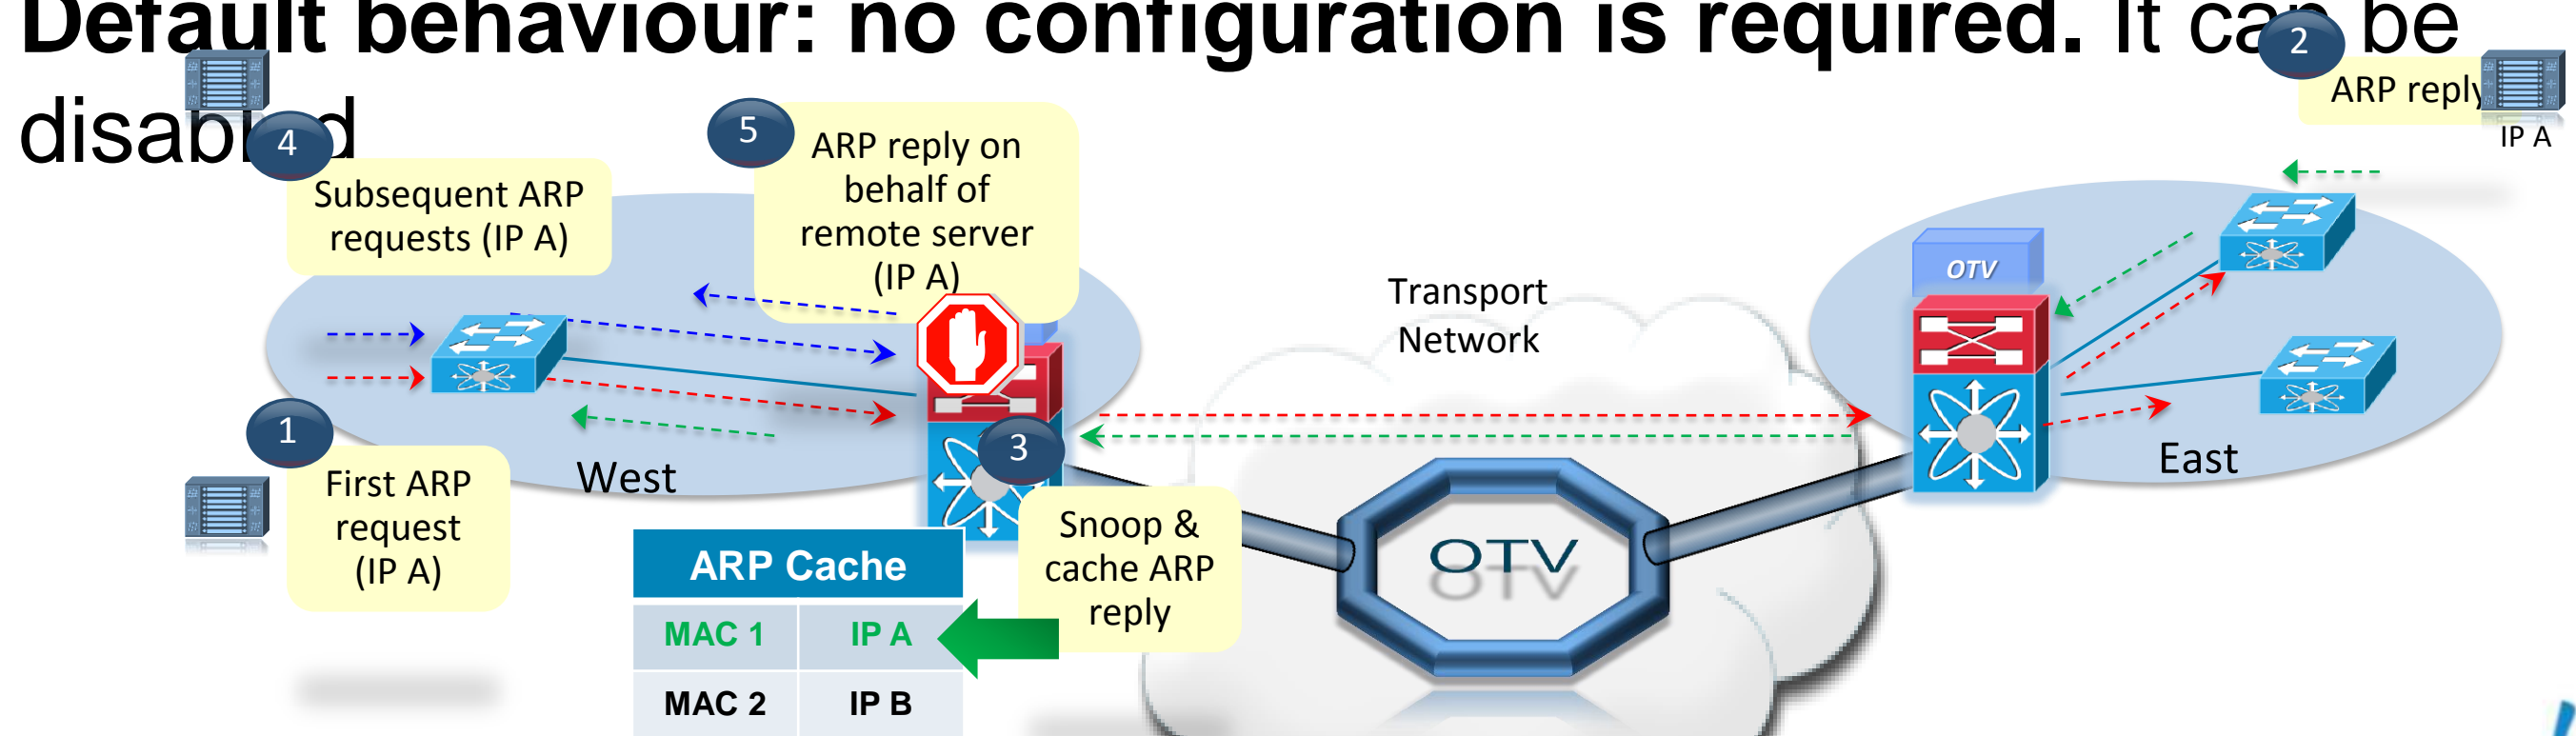 Default behaviour: no configuration is required. It can be
disabled
2
ARP reply
IP A
4
Subsequent ARP
requests (IP A)
5
ARP reply on
behalf of
remote server
(IP A)
Transport
Network
OTV
1
First ARP
request
(IP A)
West
3
Snoop &
cache ARP
reply
East
OTV
ARP Cache
MAC 1 IP A
MAC 2 IP B